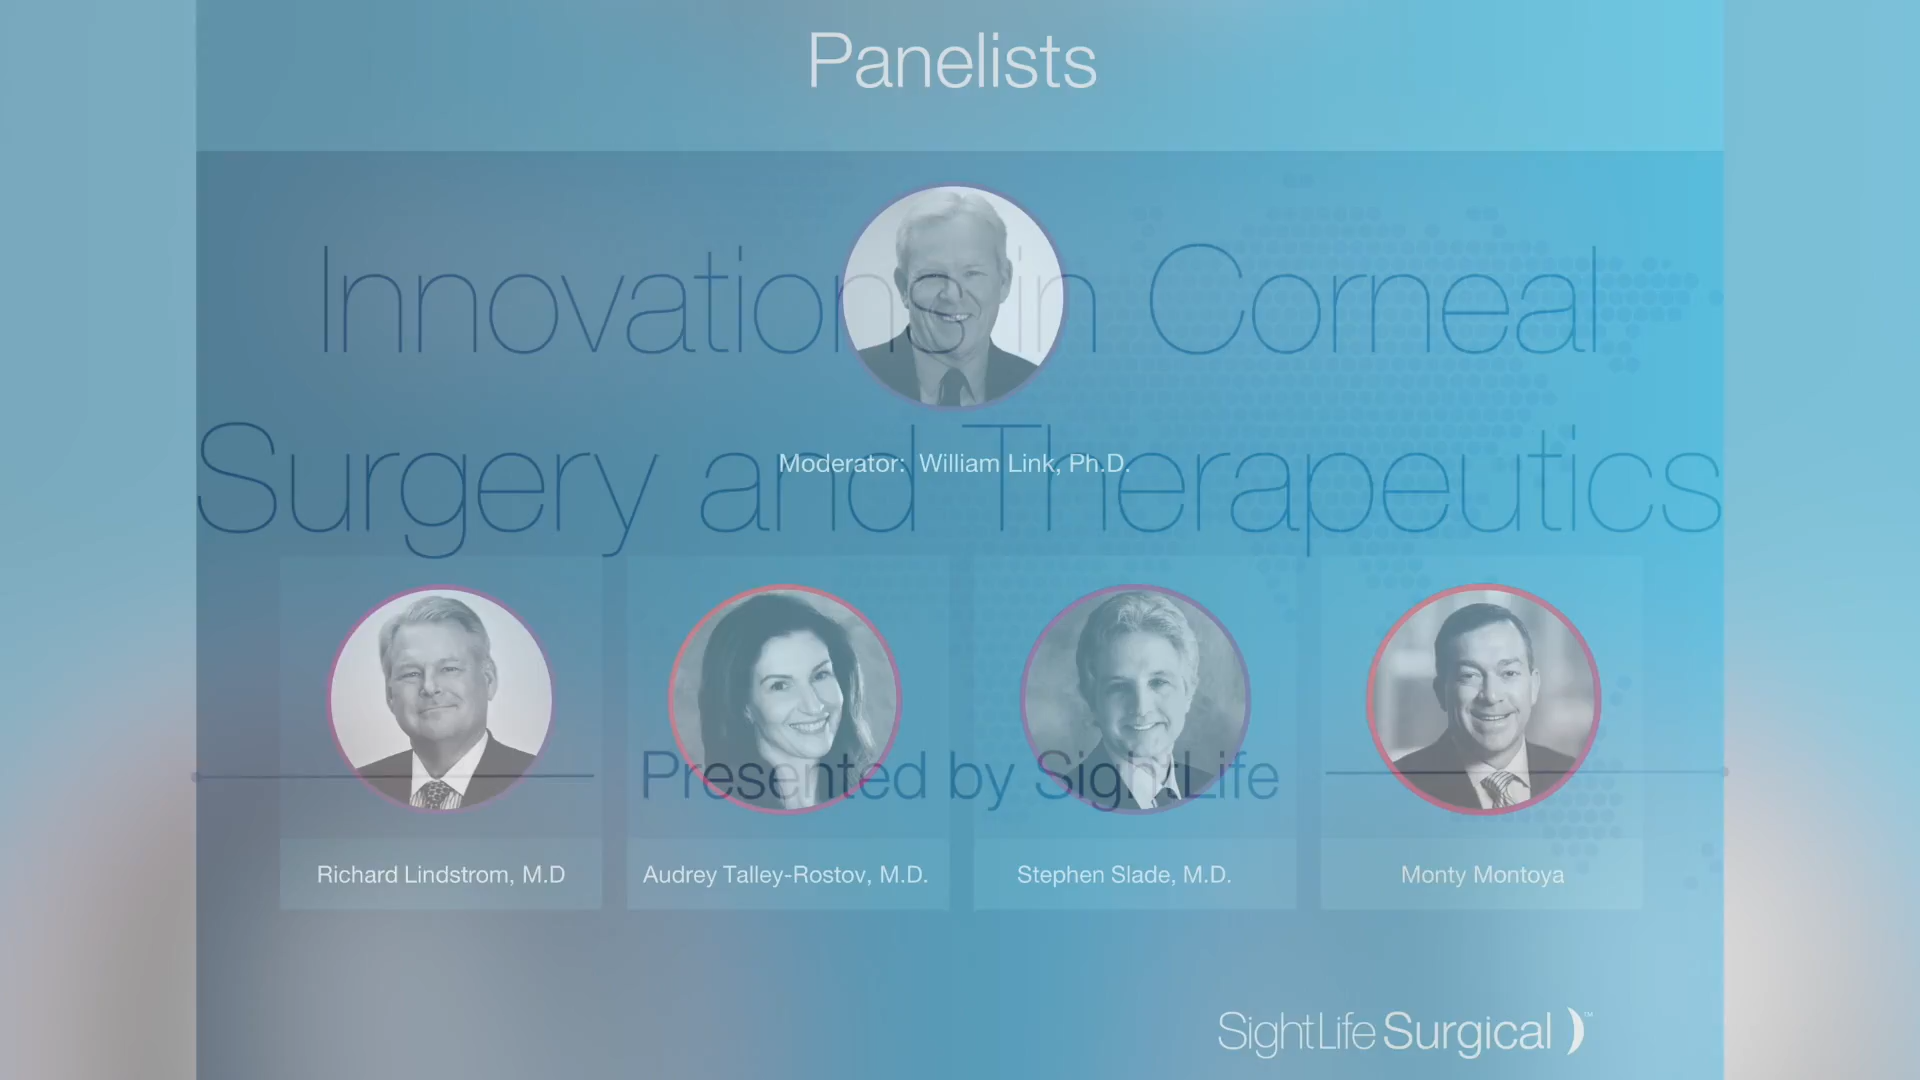 Panelists
Innovations in Corneal
Moderator:  William Link, Ph.D.
Surgery and Therapeutics
Presented by SightLife
Richard Lindstrom, M.D
Audrey Talley-Rostov, M.D.
Stephen Slade, M.D.
Monty Montoya
SightLife Surgical ™